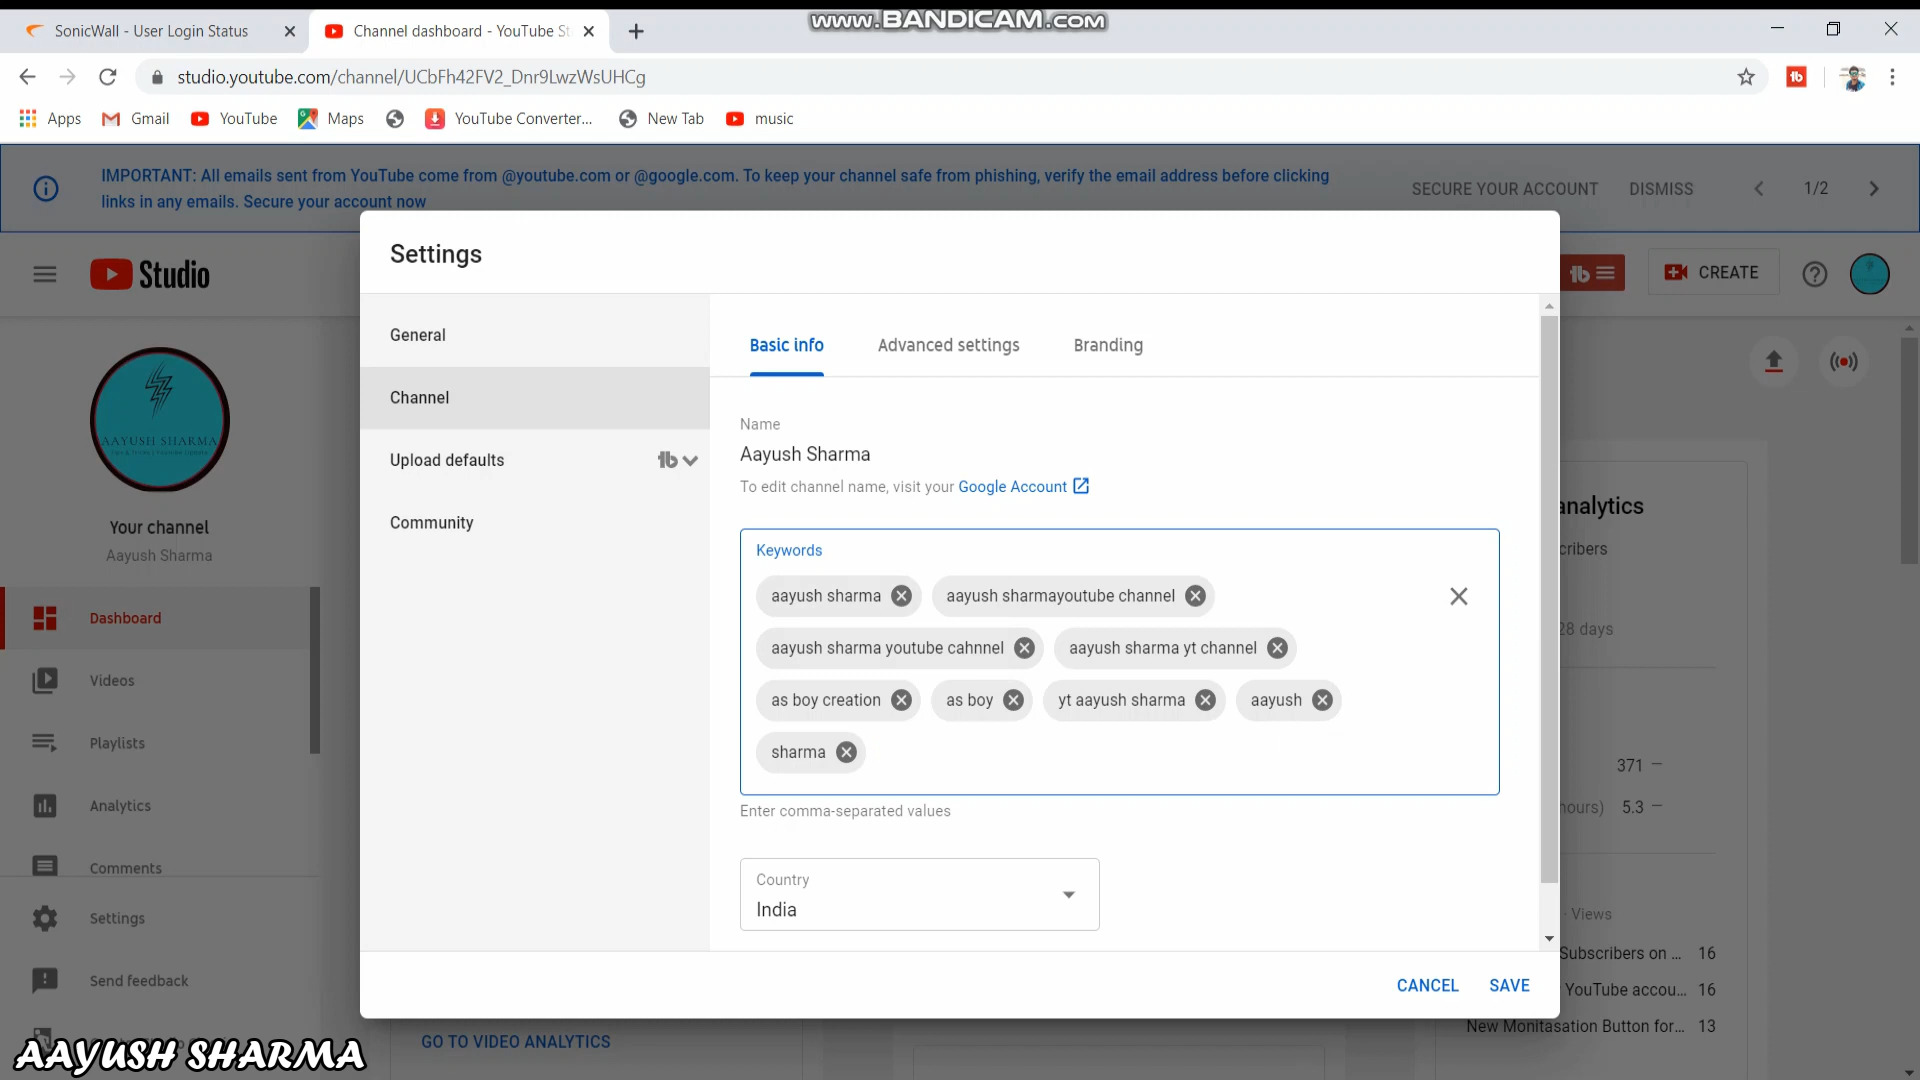 www.BANDICAM.com
SonicWall - User Login Status
Channel dashboard - YouTube St
studio.youtube.com/channel/UCbFh42FV2_Dnr9LwzWsUHCg
Apps
Gmail
YouTube
Maps
YouTube Converter...
New Tab
music
IMPORTANT: All emails sent from YouTube come from @youtube.com or @google.com. To keep your channel safe from phishing, verify the email address before clicking
links in any emails. Secure your account now
SECURE YOUR ACCOUNT
DISMISS
1/2
Studio
CREATE
AAYUSH SHARMA
Your channel
Aayush Sharma
Dashboard
Videos
Playlists
Analytics
Comments
Settings
Send feedback
AAYUSH SHARMA
Settings
General
Channel
Upload defaults
Community
Basic info
Advanced settings
Branding
Name
Aayush Sharma
To edit channel name, visit your Google Account
Keywords
aayush sharma
aayush sharmayoutube channel
aayush sharma youtube cahnnel
aayush sharma yt channel
as boy creation
as boy
yt aayush sharma
aayush
sharma
Enter comma-separated values
Country
India
CANCEL
SAVE
GO TO VIDEO ANALYTICS
analytics
cribers
28 days
371 —
hours) 5.3 —
· Views
Subscribers on ... 16
YouTube accou... 16
New Monitasation Button for... 13